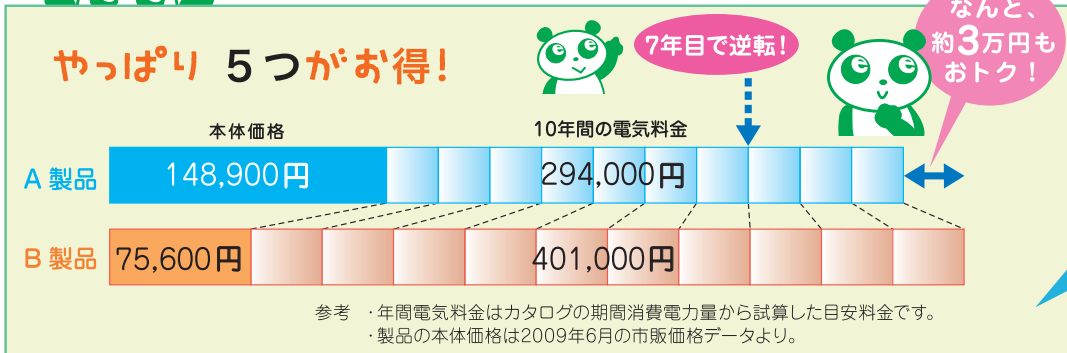 やっぱり 5つがお得!
7年目で逆転!
なんと、
約3万円も
おトク!
本体価格
10年間の電気料金
A 製品
148,900円
294,000円
B 製品
75,600円
401,000円
参考 ・年間電気料金はカタログの期間消費電力量から試算した目安料金です。
・製品の本体価格は2009年6月の市販価格データより。